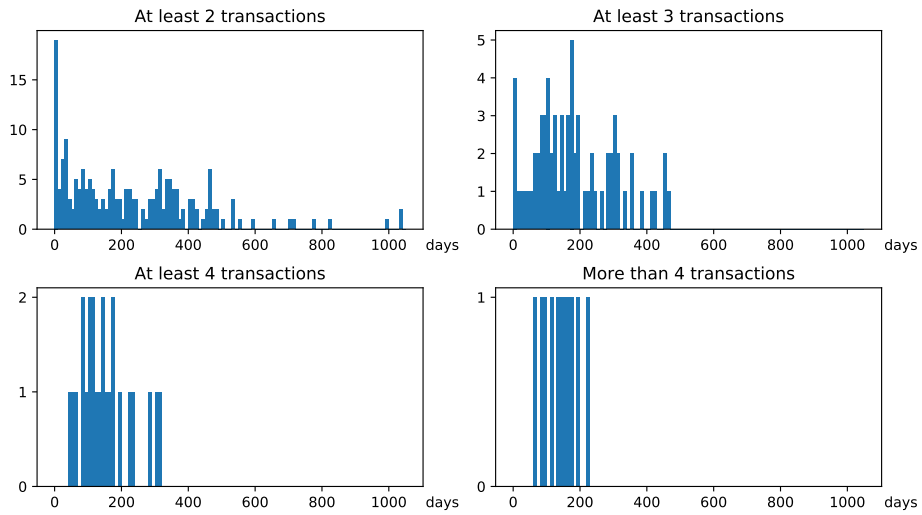 At least 2 transactions
15
10
5
0
0 200 400 600 800 1000 days
At least 3 transactions
5
4
3
2
1
0
0 200 400 600 800 1000 days
At least 4 transactions
2
1
0
0 200 400 600 800 1000 days
More than 4 transactions
1
0
0 200 400 600 800 1000 days